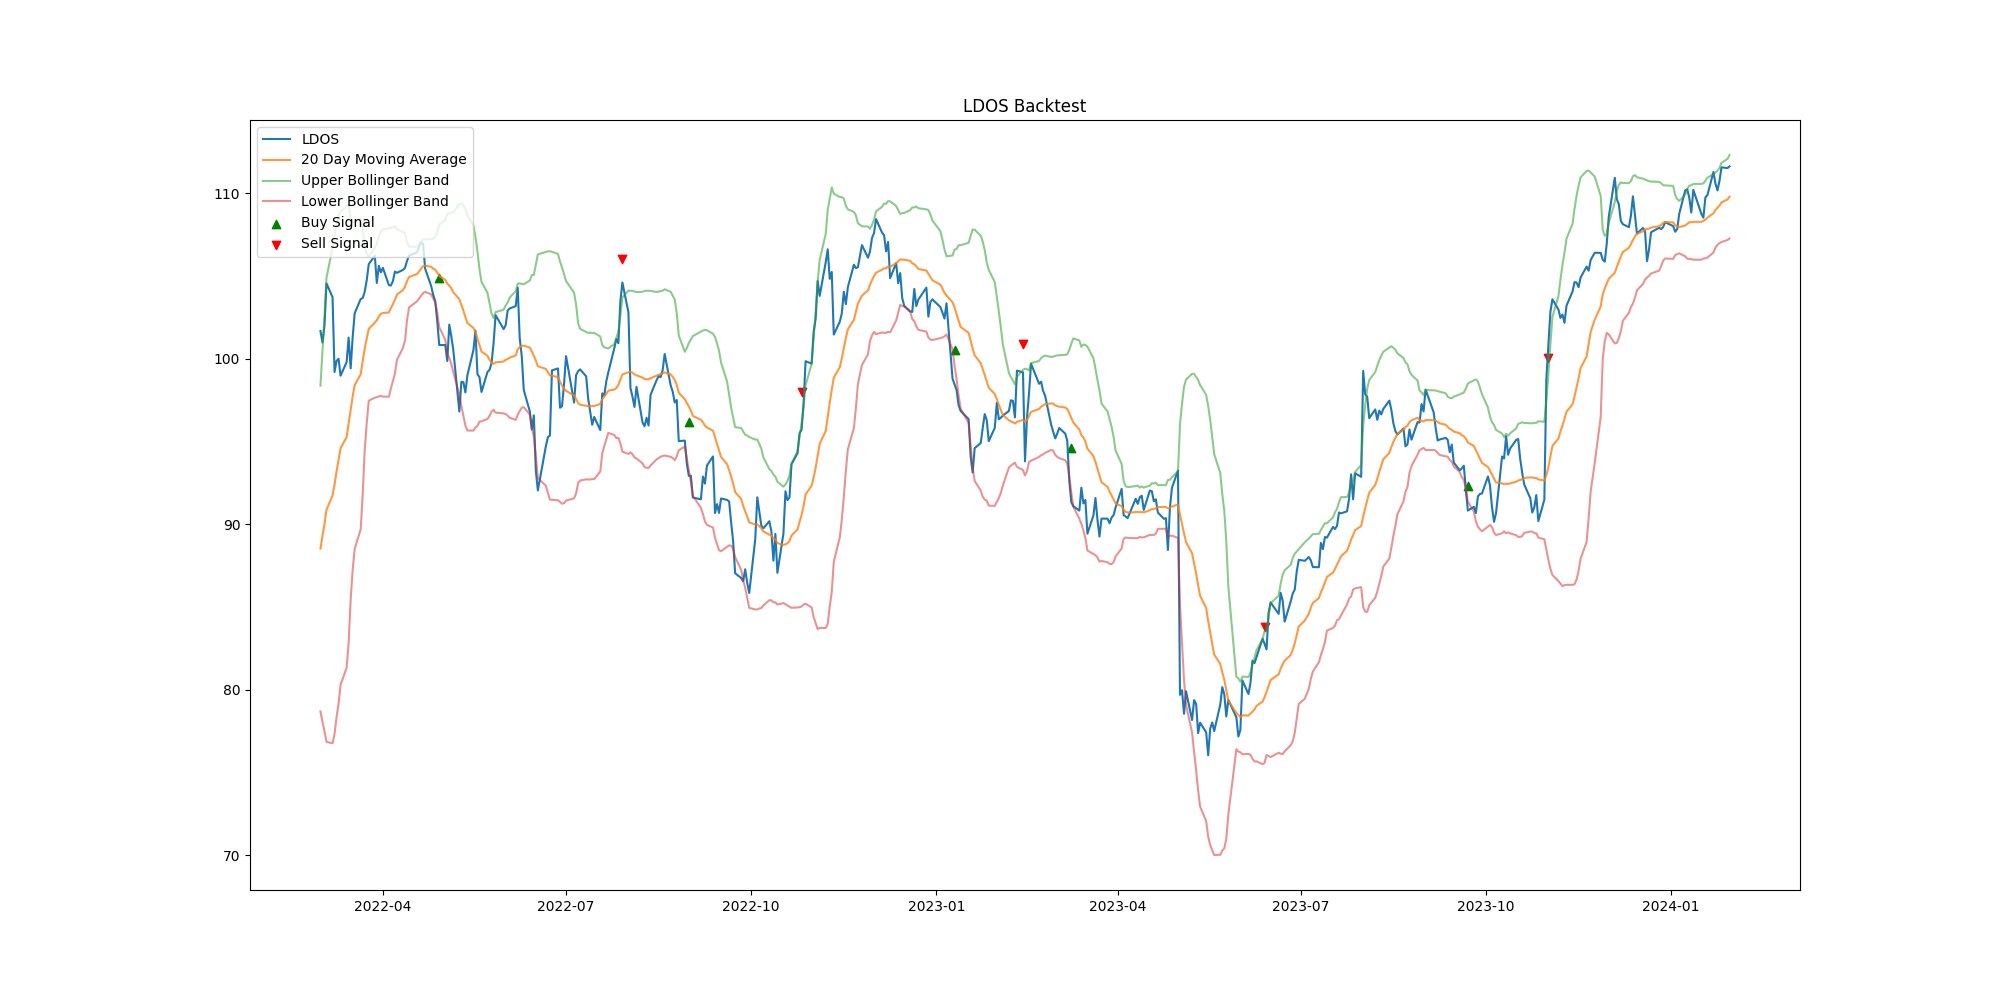 LDOS Backtest
LDOS
20 Day Moving Average
Upper Bollinger Band
Lower Bollinger Band
Buy Signal
Sell Signal
110
100
90
80
70
2022-04 2022-07 2022-10 2023-01 2023-04 2023-07 2023-10 2024-01